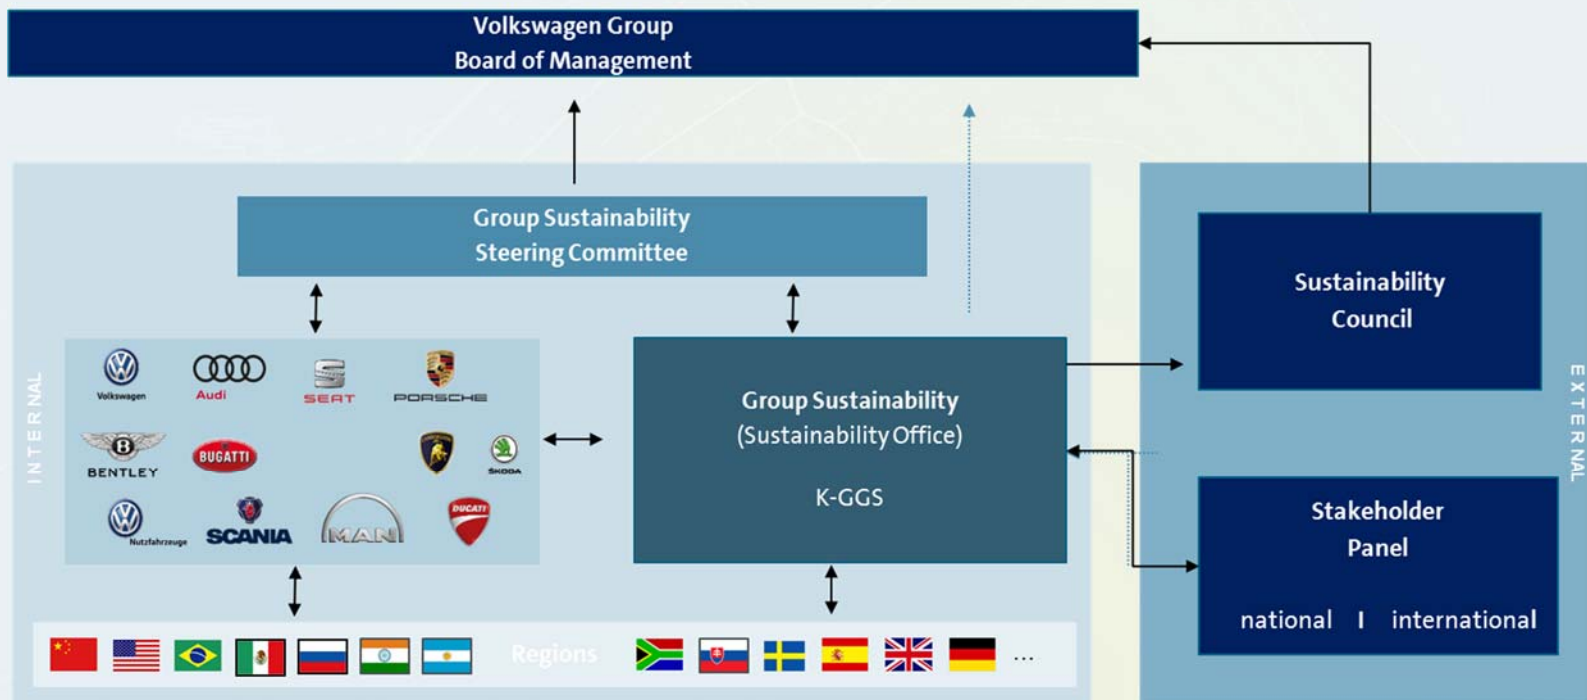 Volkswagen Group
Board of Management
Group Sustainability
Steering Committee
INTERNAL
Volkswagen
Audi
SEAT
PORSCHE
BENTLEY
BUGATTI
ŠKODA
Nutzfahrzeuge
SCANIA
MAN
DUCATI
Group Sustainability
(Sustainability Office)
K-GGS
Regions
...
Sustainability
Council
EXTERNAL
Stakeholder
Panel
national I international